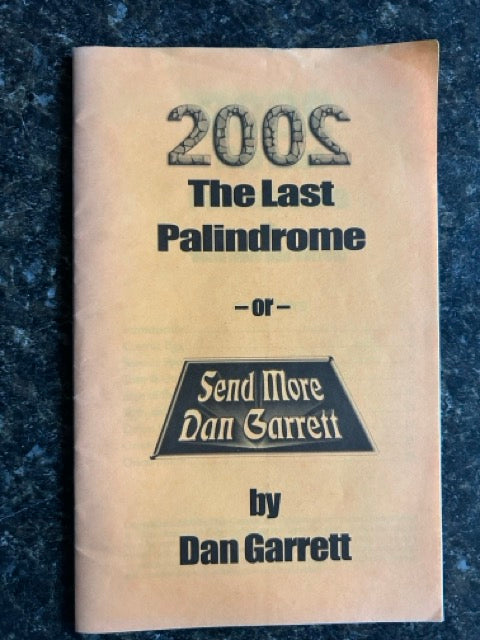 2002
The Last
Palindrome
– or –
Send More
Dan Garrett
by
Dan Garrett